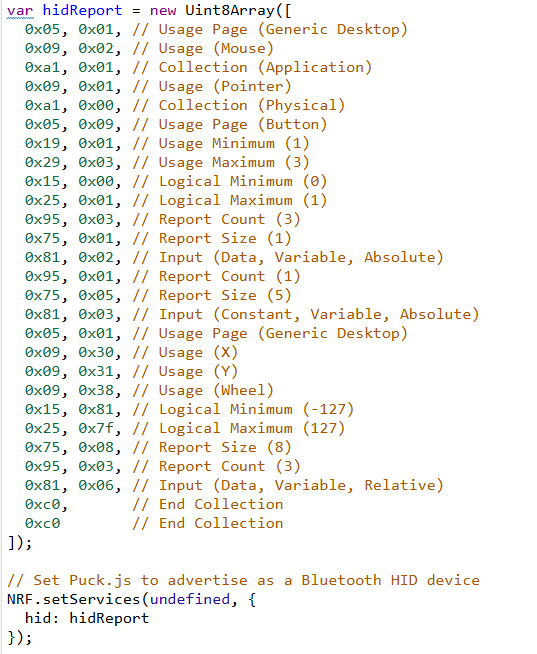 var hidReport = new Uint8Array([
  0x05, 0x01, // Usage Page (Generic Desktop)
  0x09, 0x02, // Usage (Mouse)
  0xa1, 0x01, // Collection (Application)
  0x09, 0x01, // Usage (Pointer)
  0xa1, 0x00, // Collection (Physical)
  0x05, 0x09, // Usage Page (Button)
  0x19, 0x01, // Usage Minimum (1)
  0x29, 0x03, // Usage Maximum (3)
  0x15, 0x00, // Logical Minimum (0)
  0x25, 0x01, // Logical Maximum (1)
  0x95, 0x03, // Report Count (3)
  0x75, 0x01, // Report Size (1)
  0x81, 0x02, // Input (Data, Variable, Absolute)
  0x95, 0x01, // Report Count (1)
  0x75, 0x05, // Report Size (5)
  0x81, 0x03, // Input (Constant, Variable, Absolute)
  0x05, 0x01, // Usage Page (Generic Desktop)
  0x09, 0x30, // Usage (X)
  0x09, 0x31, // Usage (Y)
  0x09, 0x38, // Usage (Wheel)
  0x15, 0x81, // Logical Minimum (-127)
  0x25, 0x7f, // Logical Maximum (127)
  0x75, 0x08, // Report Size (8)
  0x95, 0x03, // Report Count (3)
  0x81, 0x06, // Input (Data, Variable, Relative)
  0xc0,       // End Collection
  0xc0        // End Collection
]);

// Set Puck.js to advertise as a Bluetooth HID device
NRF.setServices(undefined, {
  hid: hidReport
});